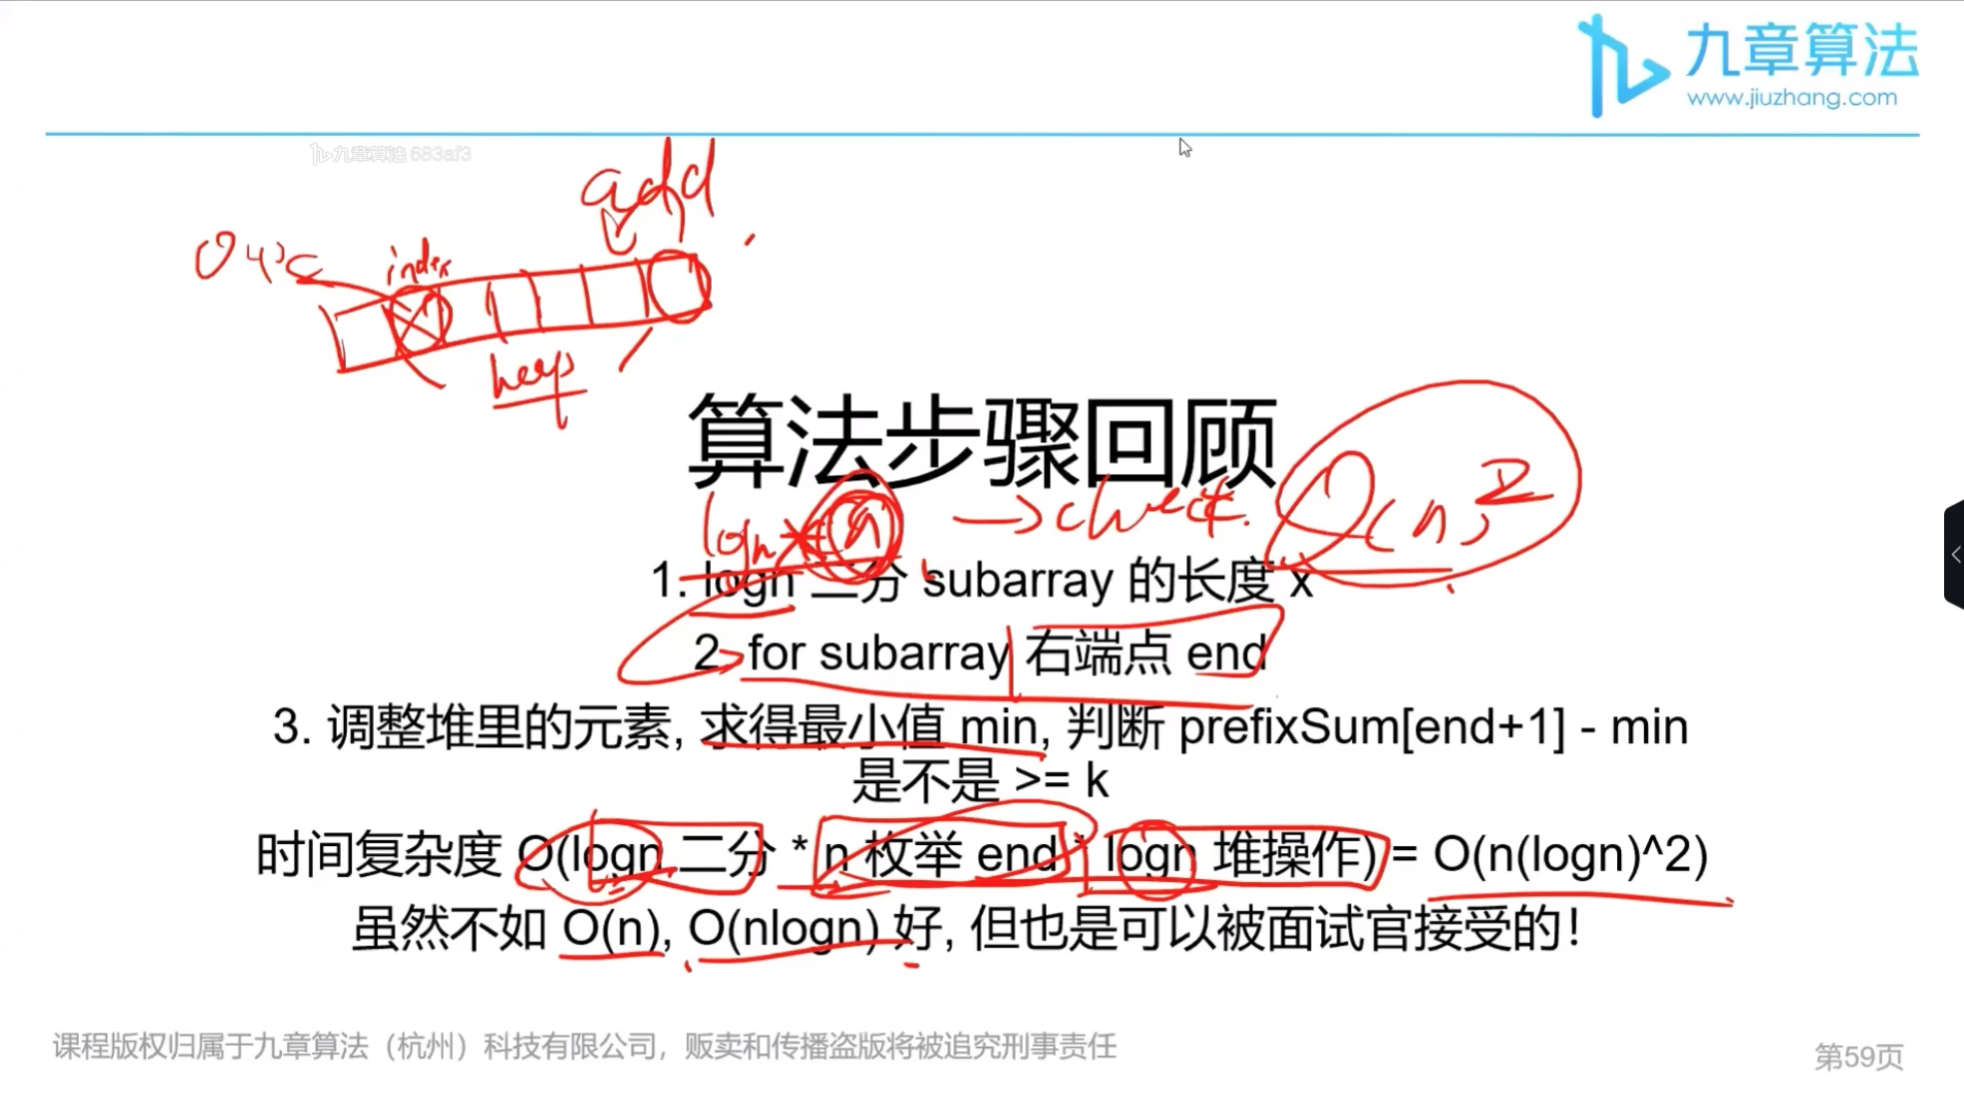 九章算法
www.jiuzhang.com
九章算法 683af3
add
index
heap
算法步骤回顾
logn * n → check. O(n)²
1. logn 二分 subarray 的长度 x
2. for subarray 右端点 end
3. 调整堆里的元素, 求得最小值 min, 判断 prefixSum[end+1] - min
是不是 >= k
时间复杂度 O(logn 二分 * n 枚举 end * logn 堆操作) = O(n(logn)^2)
虽然不如 O(n), O(nlogn) 好, 但也是可以被面试官接受的!
课程版权归属于九章算法（杭州）科技有限公司，贩卖和传播盗版将被追究刑事责任
第59页